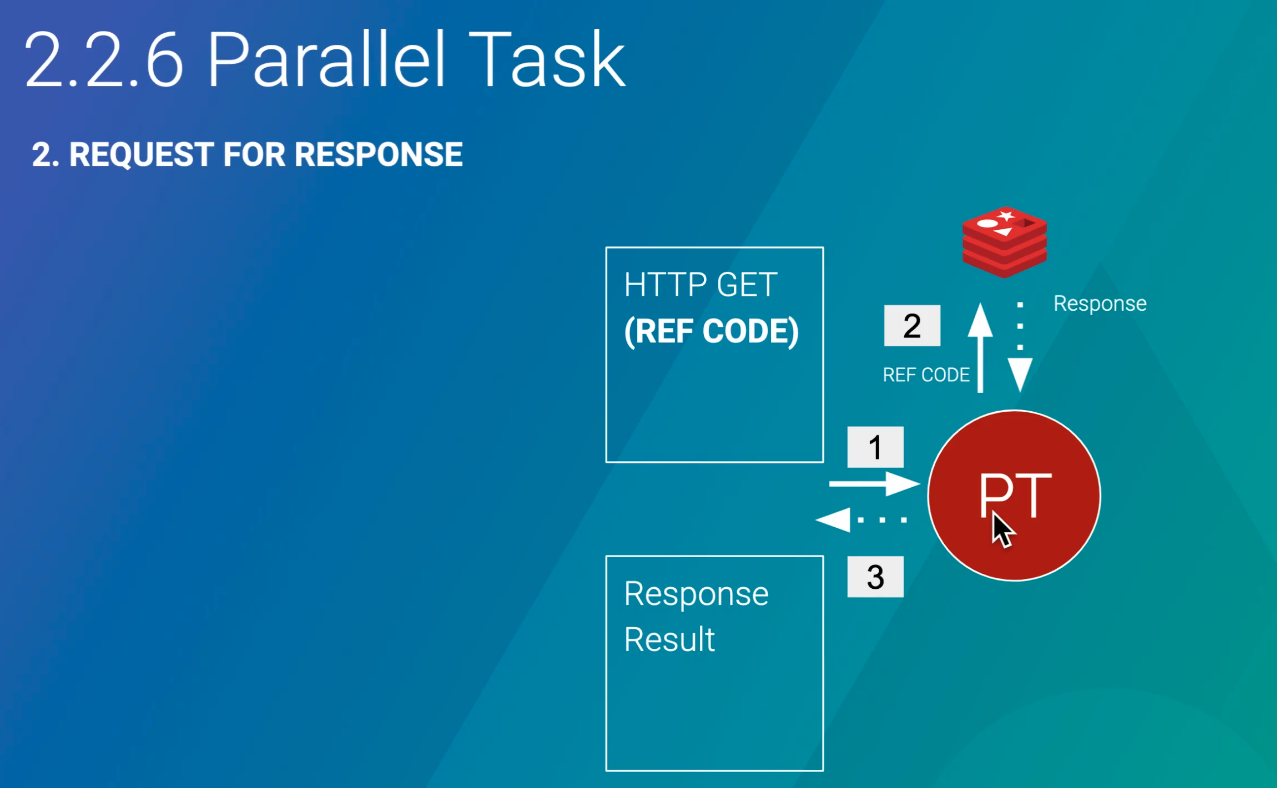 2.2.6 Parallel Task
2. REQUEST FOR RESPONSE
HTTP GET
(REF CODE)
2
Response
REF CODE
1
PT
3
Response
Result